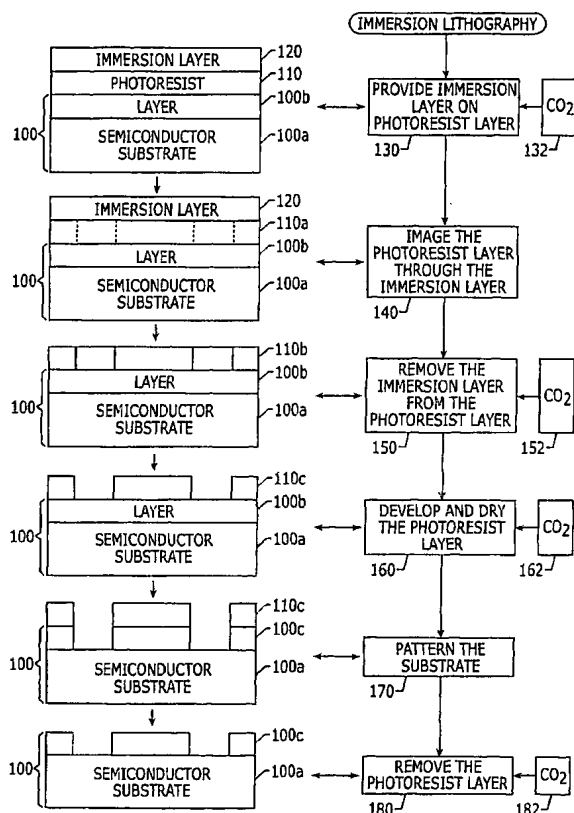 IMMERSION LITHOGRAPHY
IMMERSION LAYER
120
PHOTORESIST
110
LAYER
100b
SEMICONDUCTOR
SUBSTRATE
100a
100
PROVIDE IMMERSION
LAYER ON
PHOTORESIST LAYER
130
CO2
132
IMMERSION LAYER
120
110a
LAYER
100b
SEMICONDUCTOR
SUBSTRATE
100a
100
IMAGE THE
PHOTORESIST LAYER
THROUGH THE
IMMERSION LAYER
140
110b
LAYER
100b
SEMICONDUCTOR
SUBSTRATE
100a
100
REMOVE THE
IMMERSION LAYER
FROM THE
PHOTORESIST LAYER
150
CO2
152
110c
LAYER
100b
SEMICONDUCTOR
SUBSTRATE
100a
100
DEVELOP AND DRY
THE PHOTORESIST
LAYER
160
CO2
162
110c
100c
SEMICONDUCTOR
SUBSTRATE
100a
100
PATTERN THE
SUBSTRATE
170
100c
SEMICONDUCTOR
SUBSTRATE
100a
100
REMOVE THE
PHOTORESIST LAYER
180
CO2
182